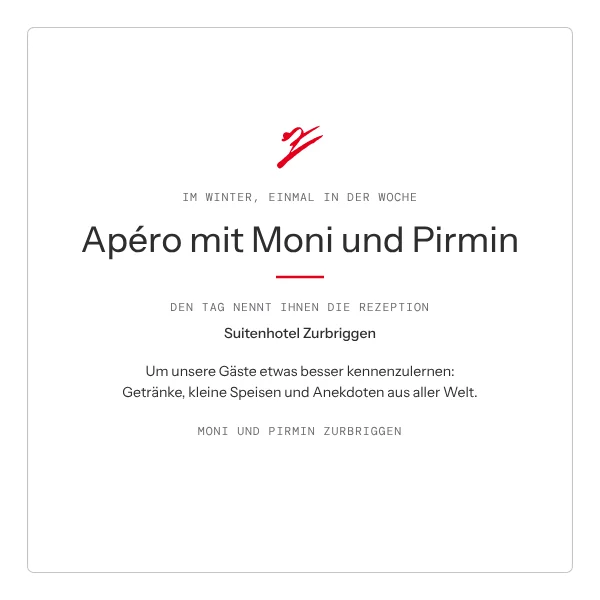 IM WINTER, EINMAL IN DER WOCHE
Apéro mit Moni und Pirmin
DEN TAG NENNT IHNEN DIE REZEPTION
Suitenhotel Zurbriggen
Um unsere Gäste etwas besser kennenzulernen:
Getränke, kleine Speisen und Anekdoten aus aller Welt.
MONI UND PIRMIN ZURBRIGGEN